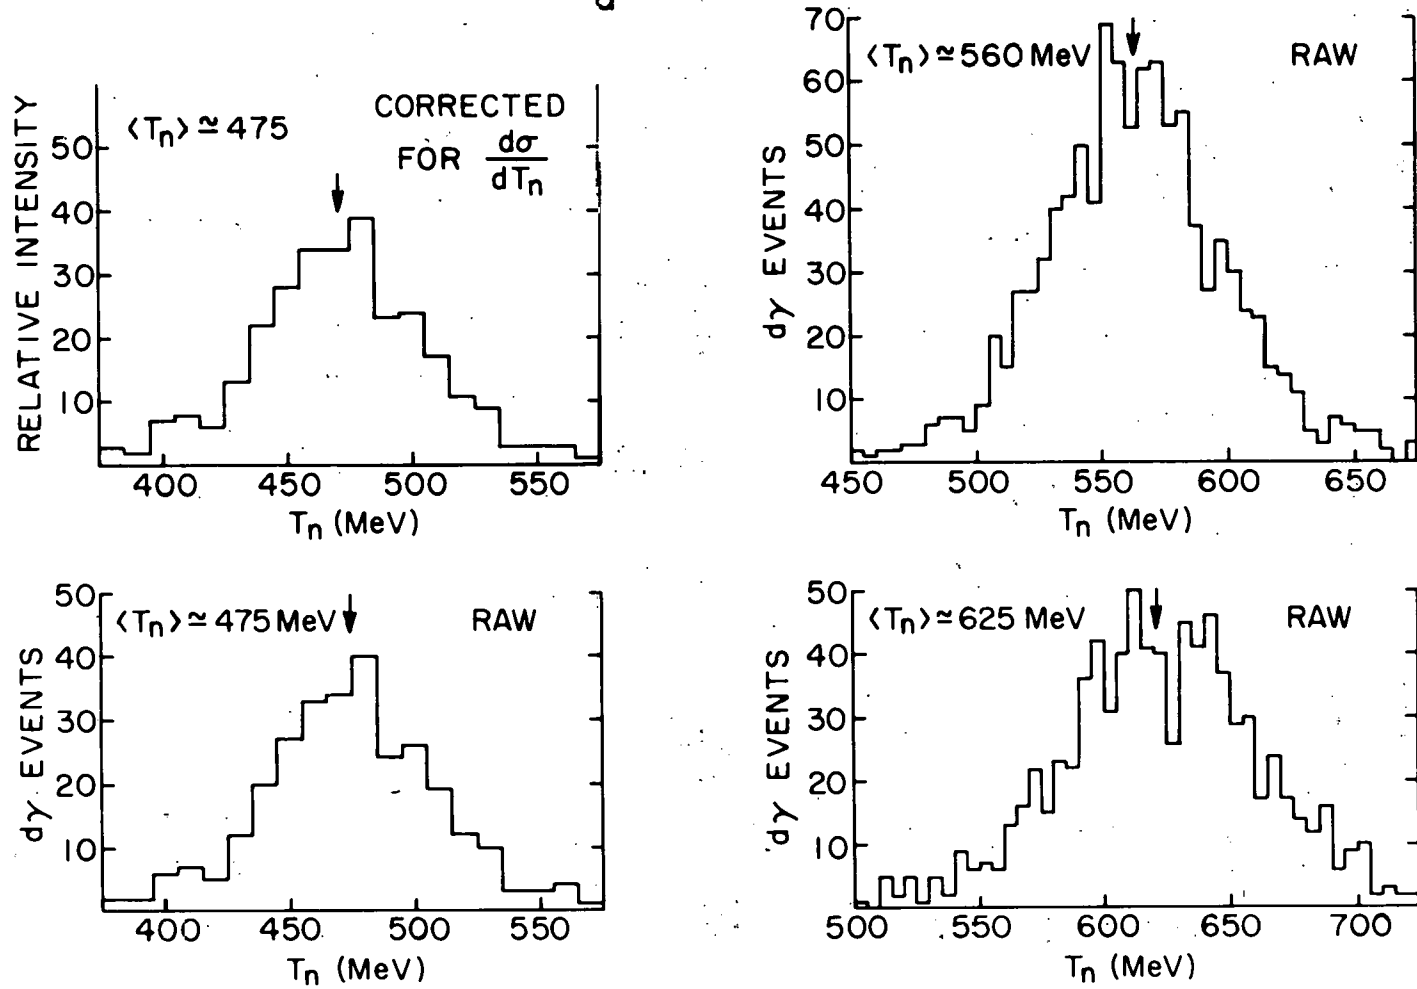 d
RELATIVE INTENSITY
⟨Tn⟩ ≃ 475
CORRECTED
FOR dσ/dTn
50
40
30
20
10
400 450 500 550
Tn (MeV)
dγ EVENTS
⟨Tn⟩ ≃ 560 MeV
RAW
70
60
50
40
30
20
10
450 500 550 600 650
Tn (MeV)
dγ EVENTS
⟨Tn⟩ ≃ 475 MeV
RAW
50
40
30
20
10
400 450 500 550
Tn (MeV)
dγ EVENTS
⟨Tn⟩ ≃ 625 MeV
RAW
50
40
30
20
10
500 550 600 650 700
Tn (MeV)